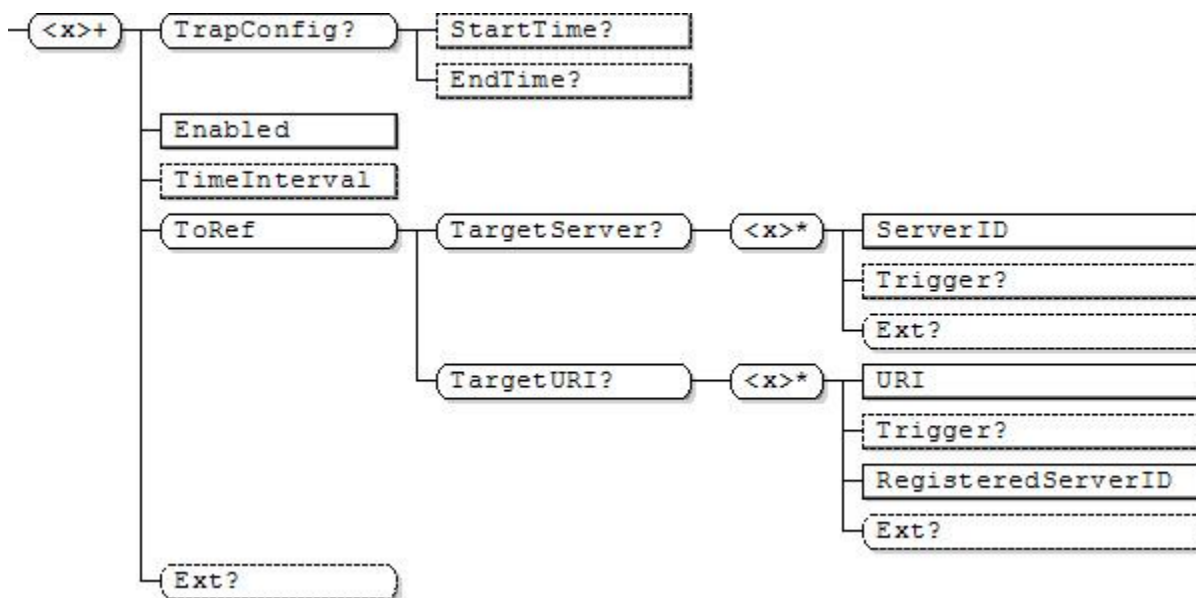 <x>+
TrapConfig?
StartTime?
EndTime?
Enabled
TimeInterval
ToRef
TargetServer?
<x>*
ServerID
Trigger?
Ext?
TargetURI?
<x>*
URI
Trigger?
RegisteredServerID
Ext?
Ext?